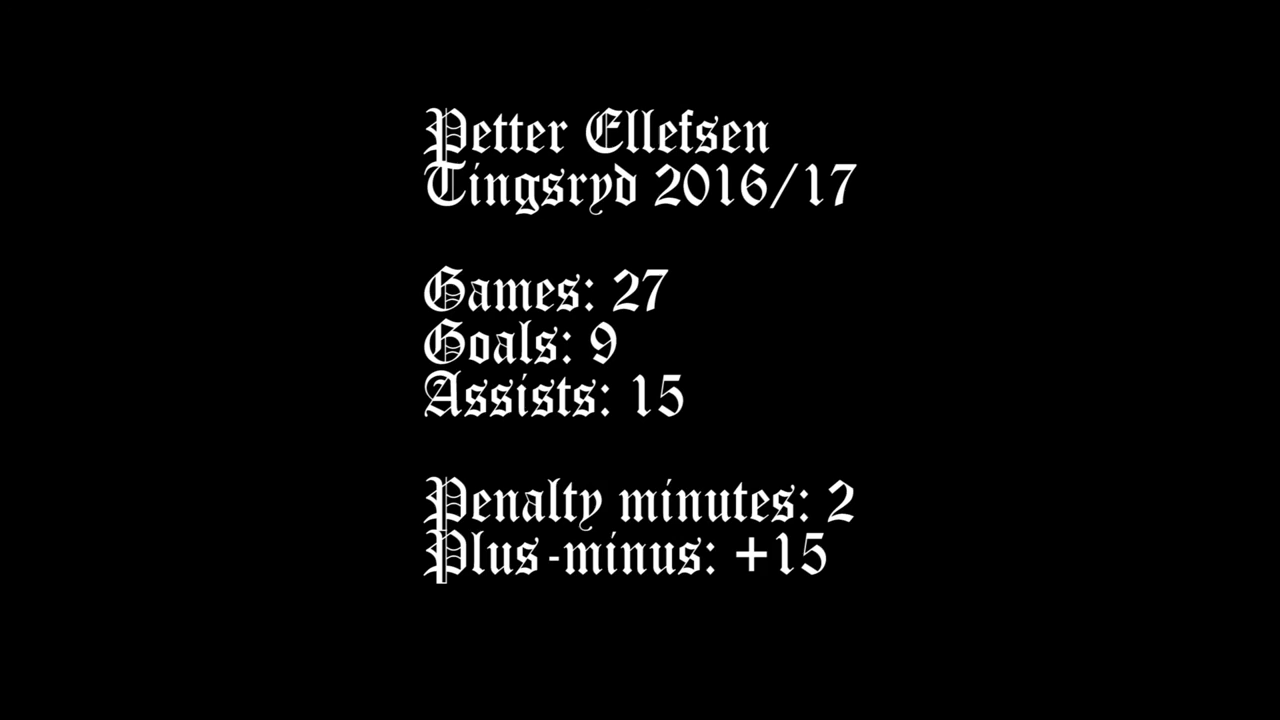 Petter Ellefsen
Tingsryd 2016/17
Games: 27
Goals: 9
Assists: 15
Penalty minutes: 2
Plus-minus: +15